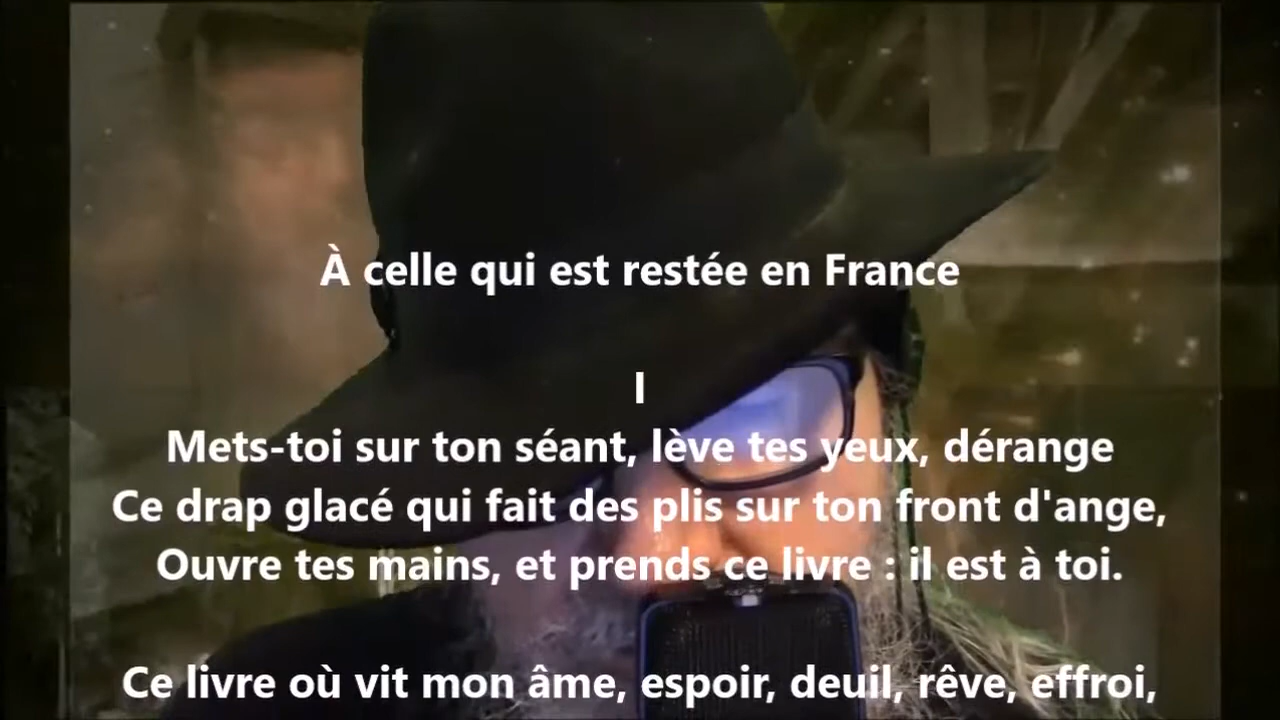 À celle qui est restée en France
I
Mets-toi sur ton séant, lève tes yeux, dérange
Ce drap glacé qui fait des plis sur ton front d'ange,
Ouvre tes mains, et prends ce livre : il est à toi.
Ce livre où vit mon âme, espoir, deuil, rêve, effroi,